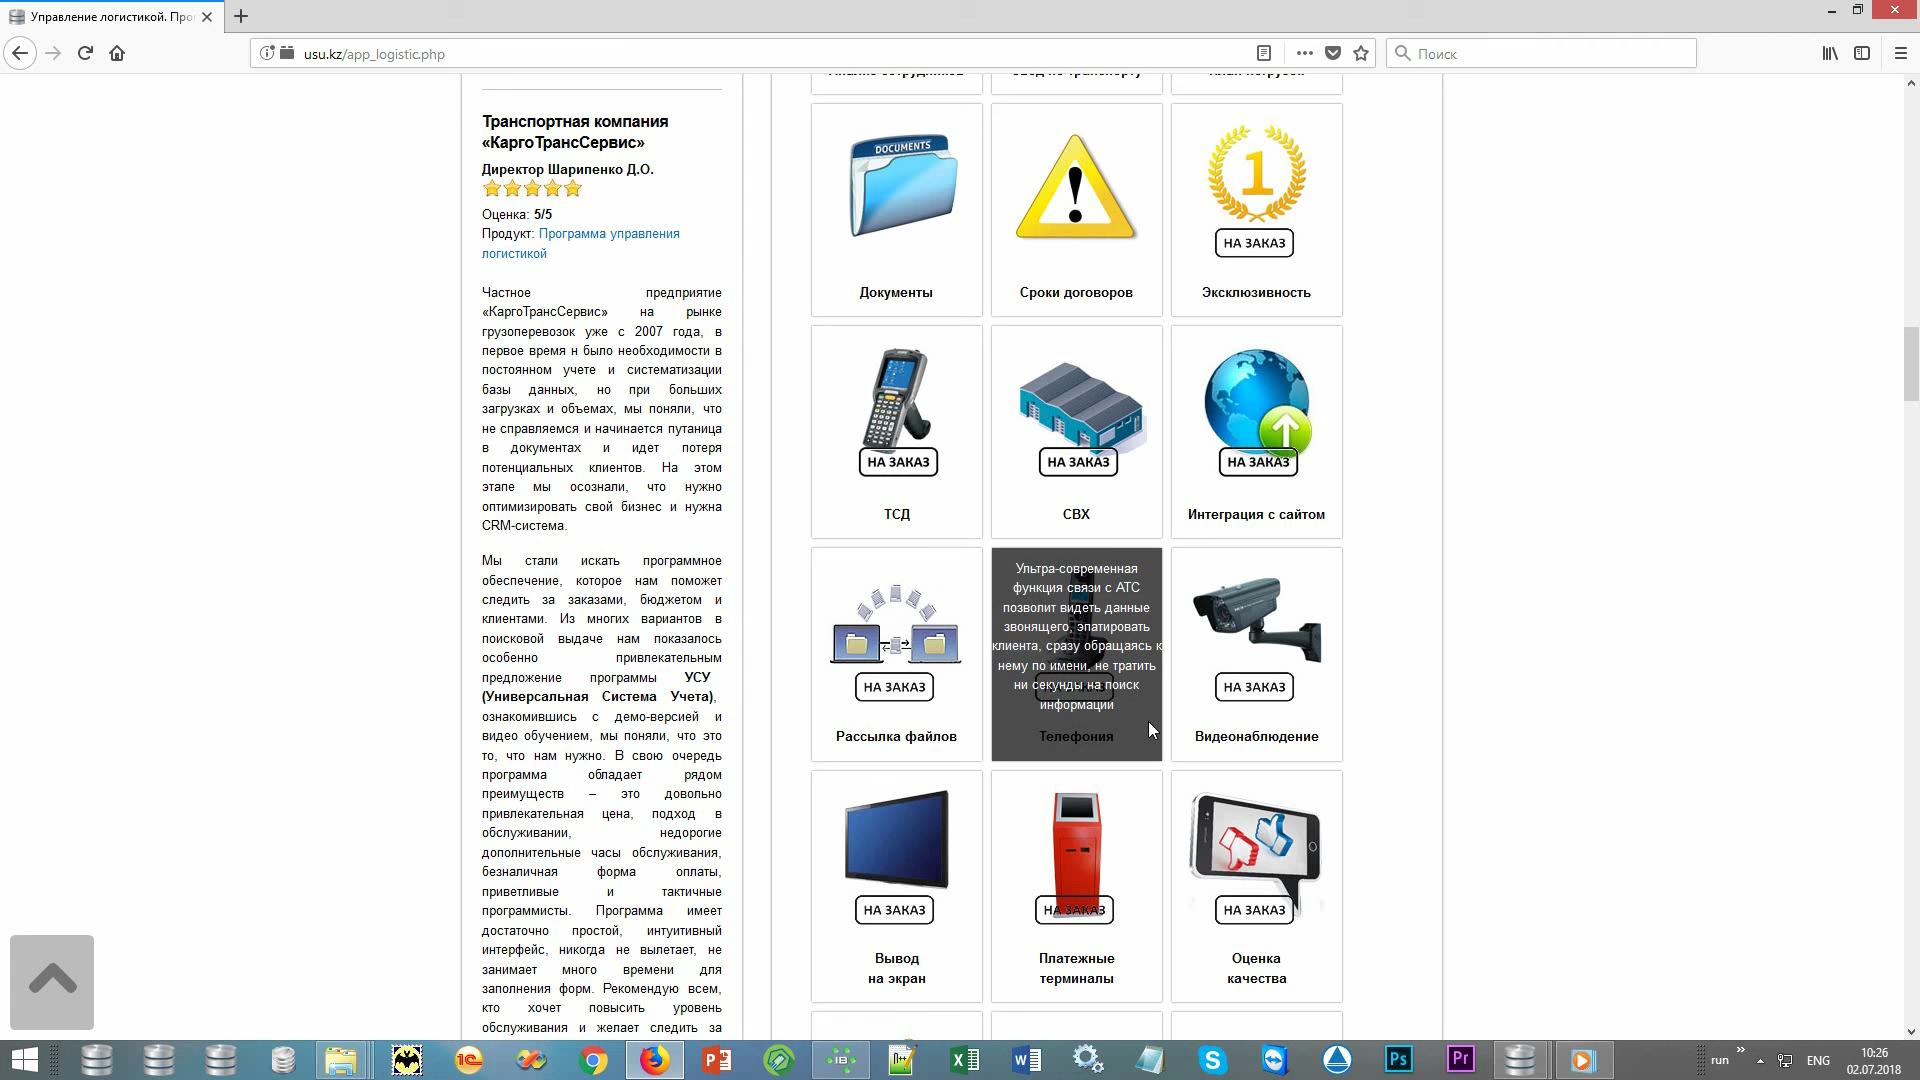 Управление логистикой. Про
usu.kz/app_logistic.php
Поиск
Транспортная компания
«КаргоТрансСервис»
Директор Шарипенко Д.О.
Оценка: 5/5
Продукт: Программа управления
логистикой
Частное предприятие
«КаргоТрансСервис» на рынке
грузоперевозок уже с 2007 года, в
первое время н было необходимости в
постоянном учете и систематизации
базы данных, но при больших
загрузках и объемах, мы поняли, что
не справляемся и начинается путаница
в документах и идет потеря
потенциальных клиентов. На этом
этапе мы осознали, что нужно
оптимизировать свой бизнес и нужна
CRM-система.
Мы стали искать программное
обеспечение, которое нам поможет
следить за заказами, бюджетом и
клиентами. Из многих вариантов в
поисковой выдаче нам показалось
особенно привлекательным
предложение программы УСУ
(Универсальная Система Учета),
ознакомившись с демо-версией и
видео обучением, мы поняли, что это
то, что нам нужно. В свою очередь
программа обладает рядом
преимуществ – это довольно
привлекательная цена, подход в
обслуживании, недорогие
дополнительные часы обслуживания,
безналичная форма оплаты,
приветливые и тактичные
программисты. Программа имеет
достаточно простой, интуитивный
интерфейс, никогда не вылетает, не
занимает много времени для
заполнения форм. Рекомендую всем,
кто хочет повысить уровень
обслуживания и желает следить за
DOCUMENTS
Документы
Сроки договоров
1
НА ЗАКАЗ
Эксклюзивность
НА ЗАКАЗ
ТСД
НА ЗАКАЗ
СВХ
НА ЗАКАЗ
Интеграция с сайтом
НА ЗАКАЗ
Рассылка файлов
Ультра-современная
функция связи с АТС
позволит видеть данные
звонящего, эпатировать
клиента, сразу обращаясь к
нему по имени, не тратить
ни секунды на поиск
информации
Телефония
НА ЗАКАЗ
Видеонаблюдение
НА ЗАКАЗ
Вывод
на экран
НА ЗАКАЗ
Платежные
терминалы
НА ЗАКАЗ
Оценка
качества
run
ENG
10:26
02.07.2018